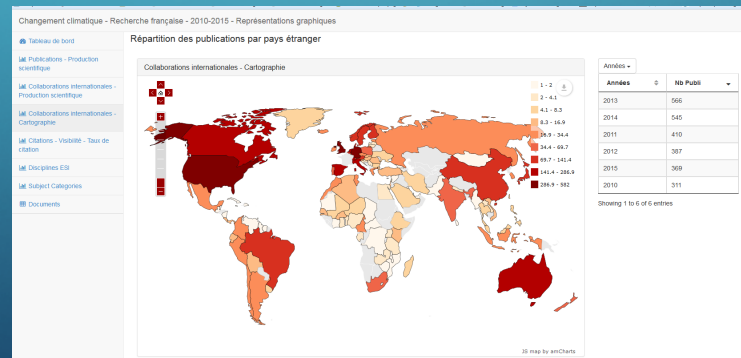 Changement climatique - Recherche française - 2010-2015 - Représentations graphiques
Tableau de bord
Publications - Production
scientifique
Collaborations internationales -
Production scientifique
Collaborations internationales -
Cartographie
Citations - Visibilité - Taux de
citation
Disciplines ESI
Subject Categories
Documents
Répartition des publications par pays étranger
Collaborations internationales - Cartographie
1 - 2
2 - 4.1
4.1 - 8.3
8.3 - 16.9
16.9 - 34.4
34.4 - 69.7
69.7 - 141.4
141.4 - 286.9
286.9 - 582
JS map by amCharts
Années
Années Nb Publi
2013 566
2014 545
2011 410
2012 387
2015 369
2010 311
Showing 1 to 6 of 6 entries